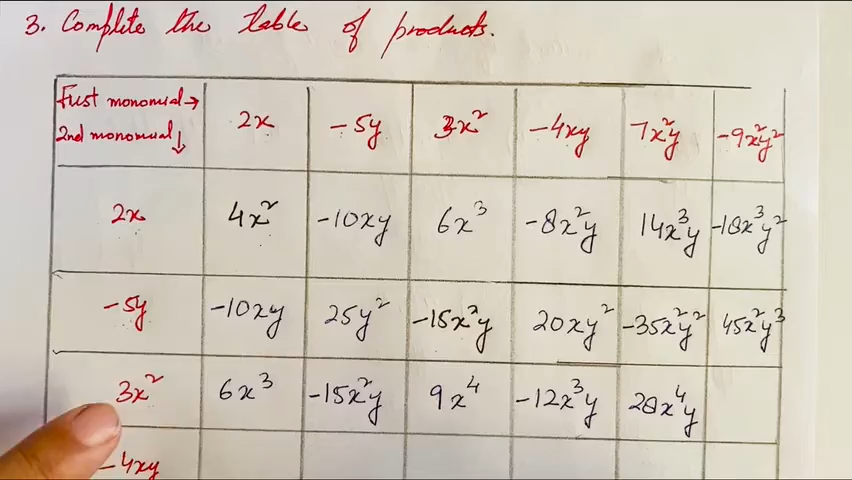 3. Complete the table of products.
First monomial→ 2x -5y 3x² -4xy 7x²y -9x²y²
2nd monomial↓
2x 4x² -10xy 6x³ -8x²y 14x³y -18x³y²
-5y -10xy 25y² -15x²y 20xy² -35x²y² 45x²y³
3x² 6x³ -15x²y 9x⁴ -12x³y 28x⁴y
-4xy